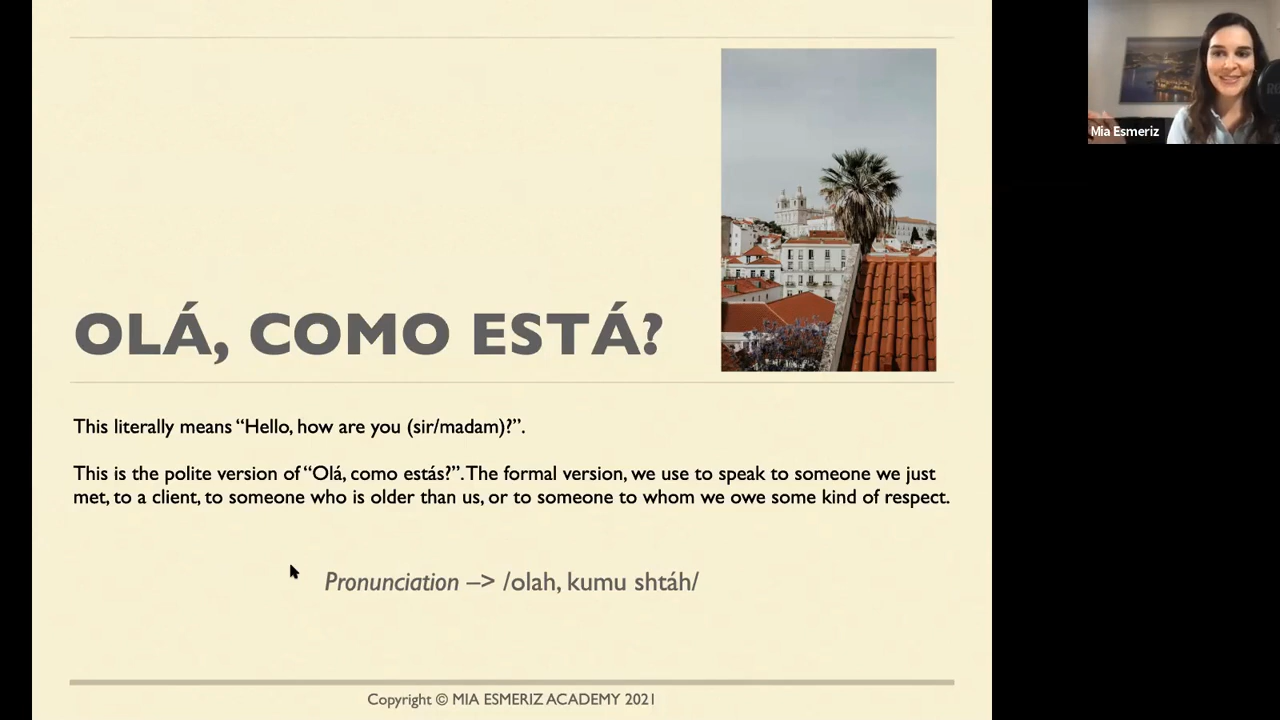 Mia Esmeriz
OLÁ, COMO ESTÁ?
This literally means “Hello, how are you (sir/madam)?”.
This is the polite version of “Olá, como estás?”. The formal version, we use to speak to someone we just
met, to a client, to someone who is older than us, or to someone to whom we owe some kind of respect.
Pronunciation –> /olah, kumu shtáh/
Copyright © MIA ESMERIZ ACADEMY 2021